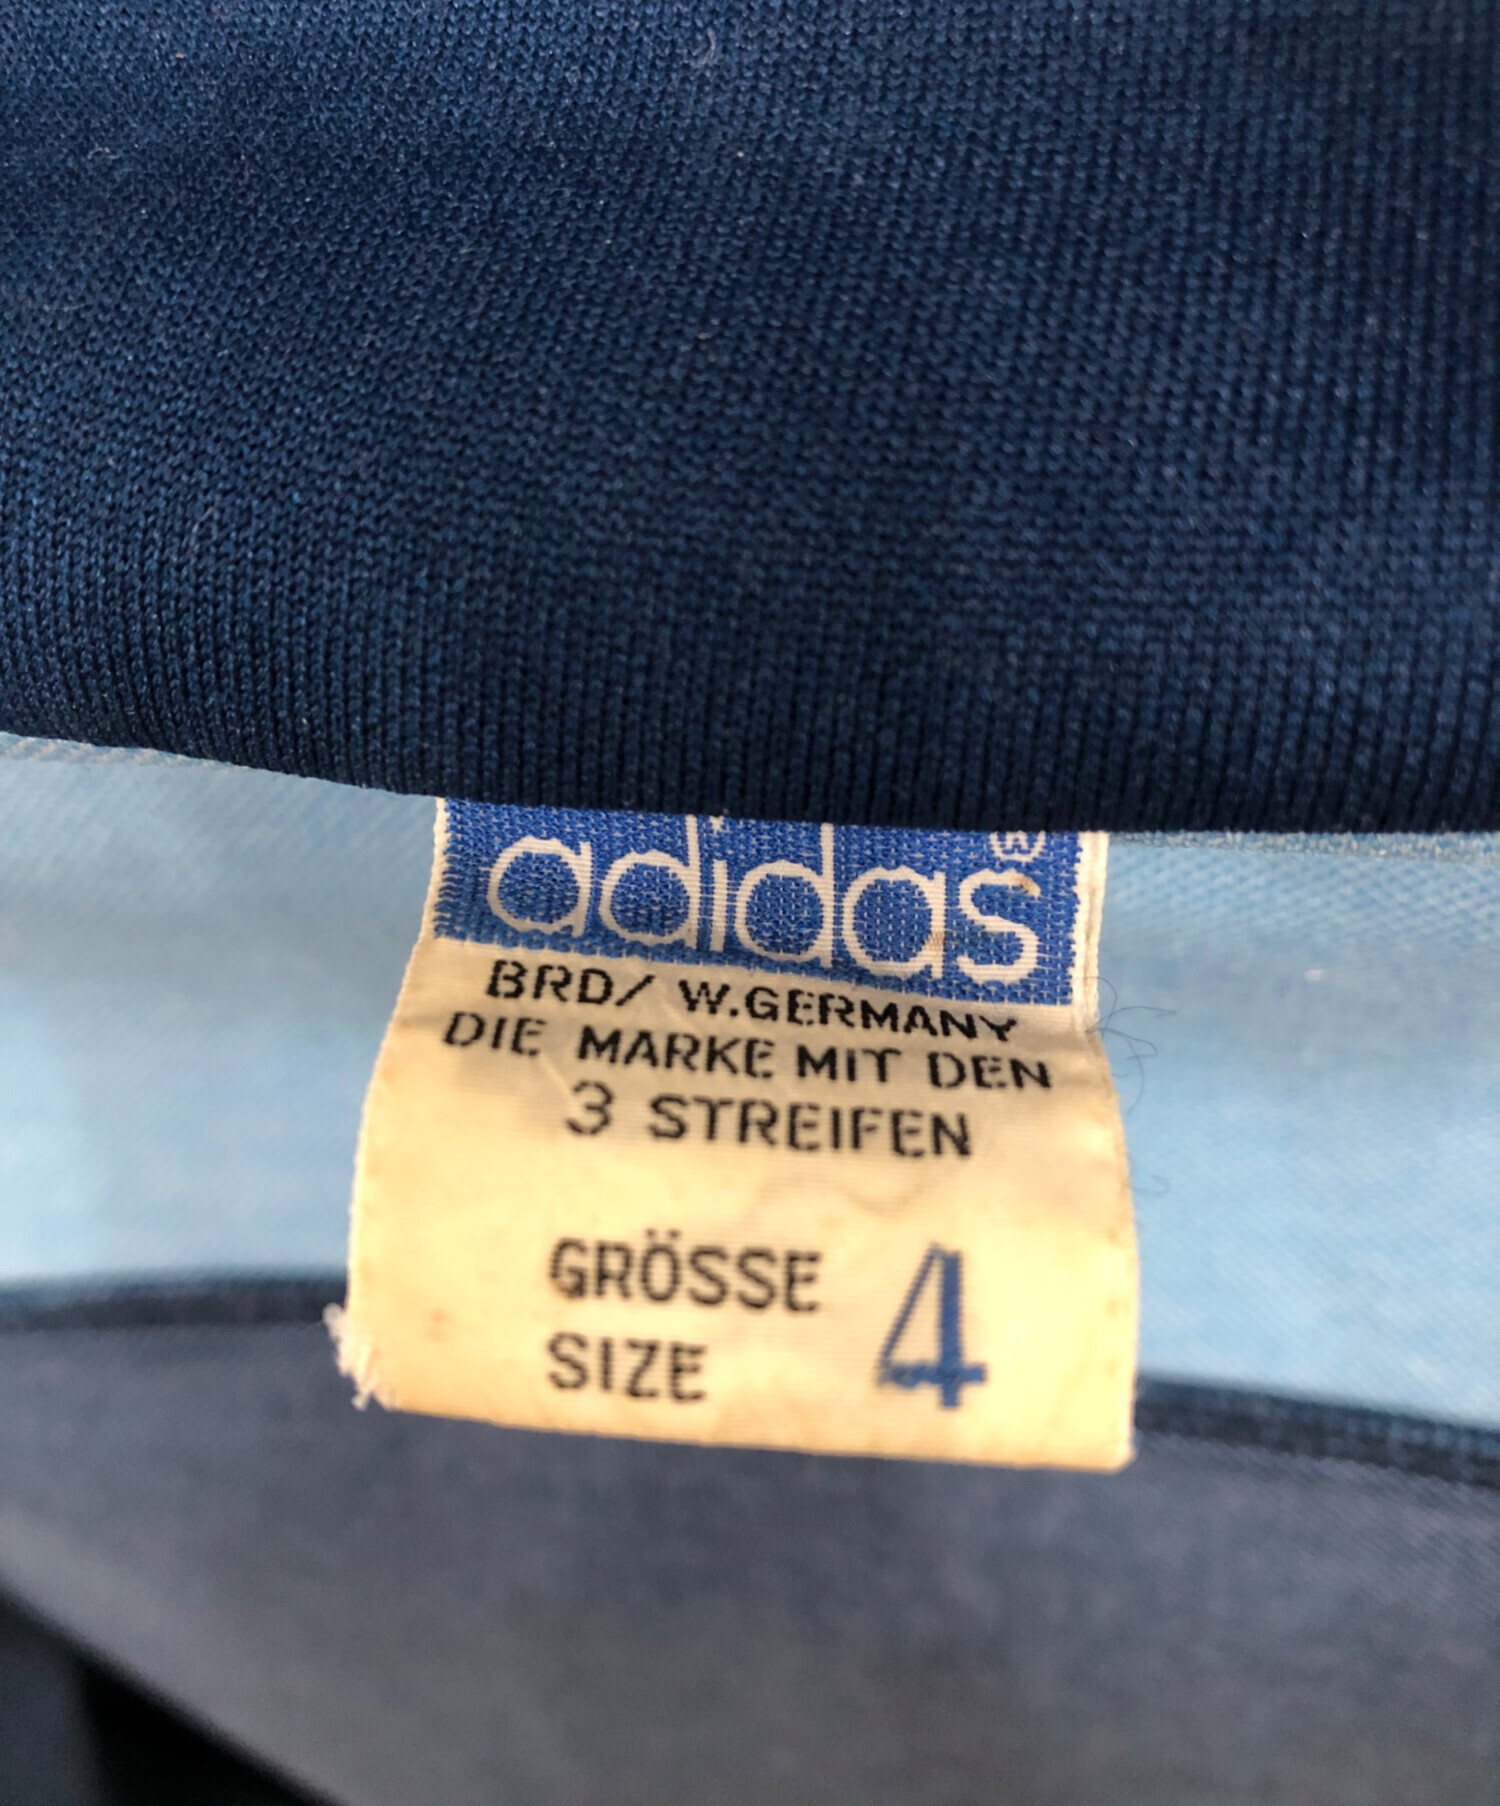 adidas®
BRD/ W.GERMANY
DIE MARKE MIT DEN
3 STREIFEN
GRÖSSE 4
SIZE